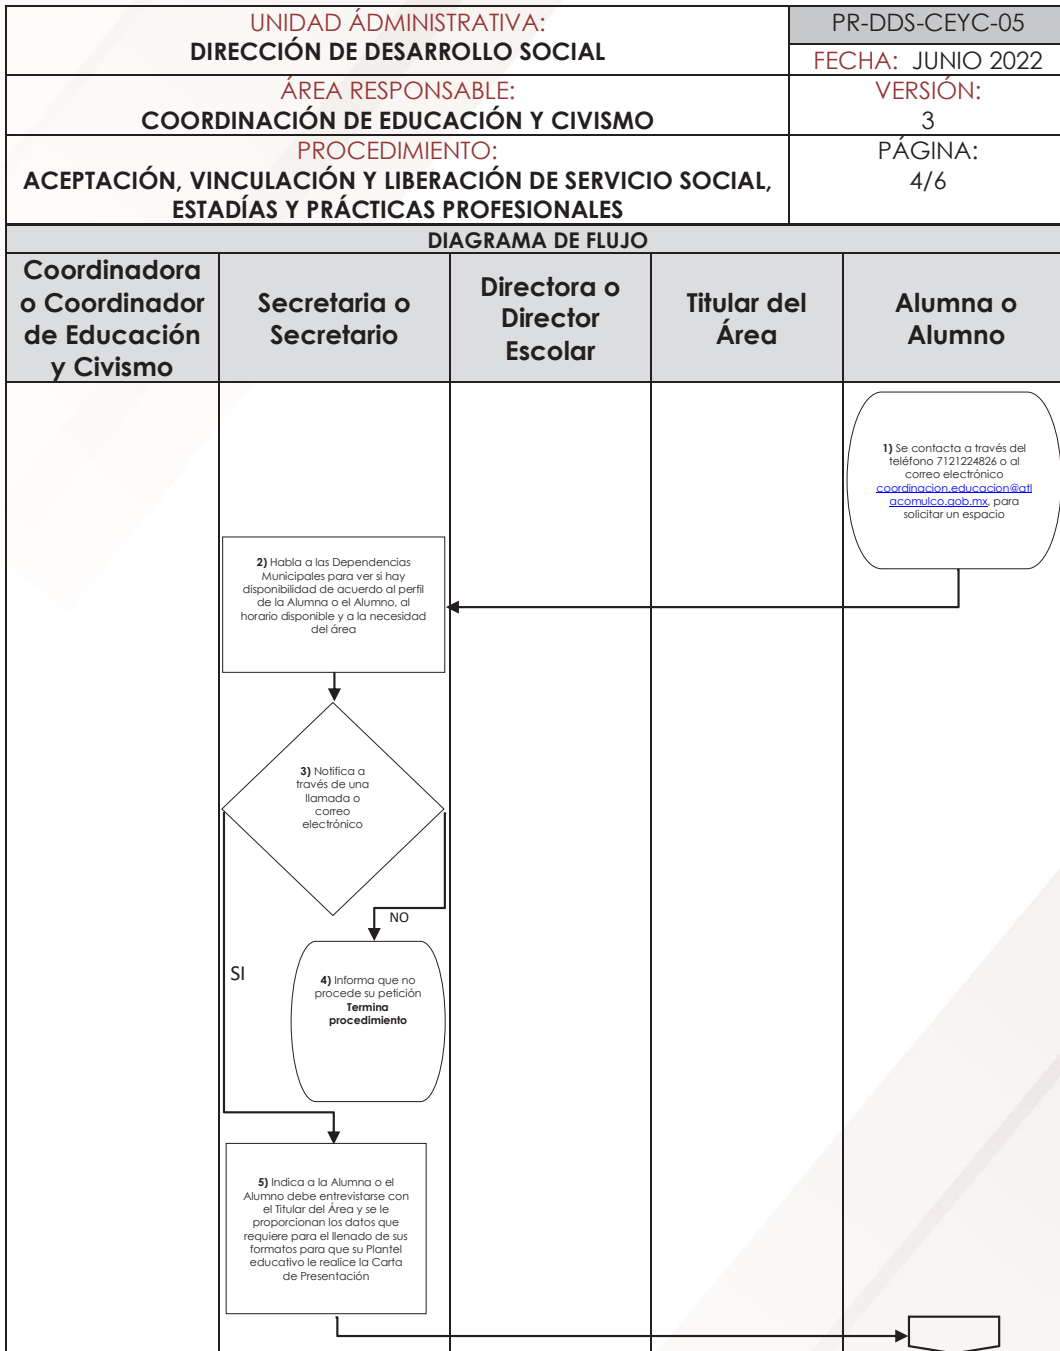 UNIDAD ÁDMINISTRATIVA:
DIRECCIÓN DE DESARROLLO SOCIAL
PR-DDS-CEYC-05
FECHA: JUNIO 2022
ÁREA RESPONSABLE:
COORDINACIÓN DE EDUCACIÓN Y CIVISMO
VERSIÓN:
3
PROCEDIMIENTO:
ACEPTACIÓN, VINCULACIÓN Y LIBERACIÓN DE SERVICIO SOCIAL,
ESTADÍAS Y PRÁCTICAS PROFESIONALES
PÁGINA:
4/6
DIAGRAMA DE FLUJO
Coordinadora
o Coordinador
de Educación
y Civismo
Secretaria o
Secretario
Directora o
Director
Escolar
Titular del
Área
Alumna o
Alumno
1) Se contacta a través del
teléfono 7121224826 o al
correo electrónico
coordinacion.educacion@atl
acomulco.gob.mx, para
solicitar un espacio
2) Habla a las Dependencias
Municipales para ver si hay
disponibilidad de acuerdo al perfil
de la Alumna o el Alumno, al
horario disponible y a la necesidad
del área
3) Notifica a
través de una
llamada o
correo
electrónico
NO
SI
4) Informa que no
procede su petición
Termina
procedimiento
5) Indica a la Alumna o el
Alumno debe entrevistarse con
el Titular del Área y se le
proporcionan los datos que
requiere para el llenado de sus
formatos para que su Plantel
educativo le realice la Carta
de Presentación